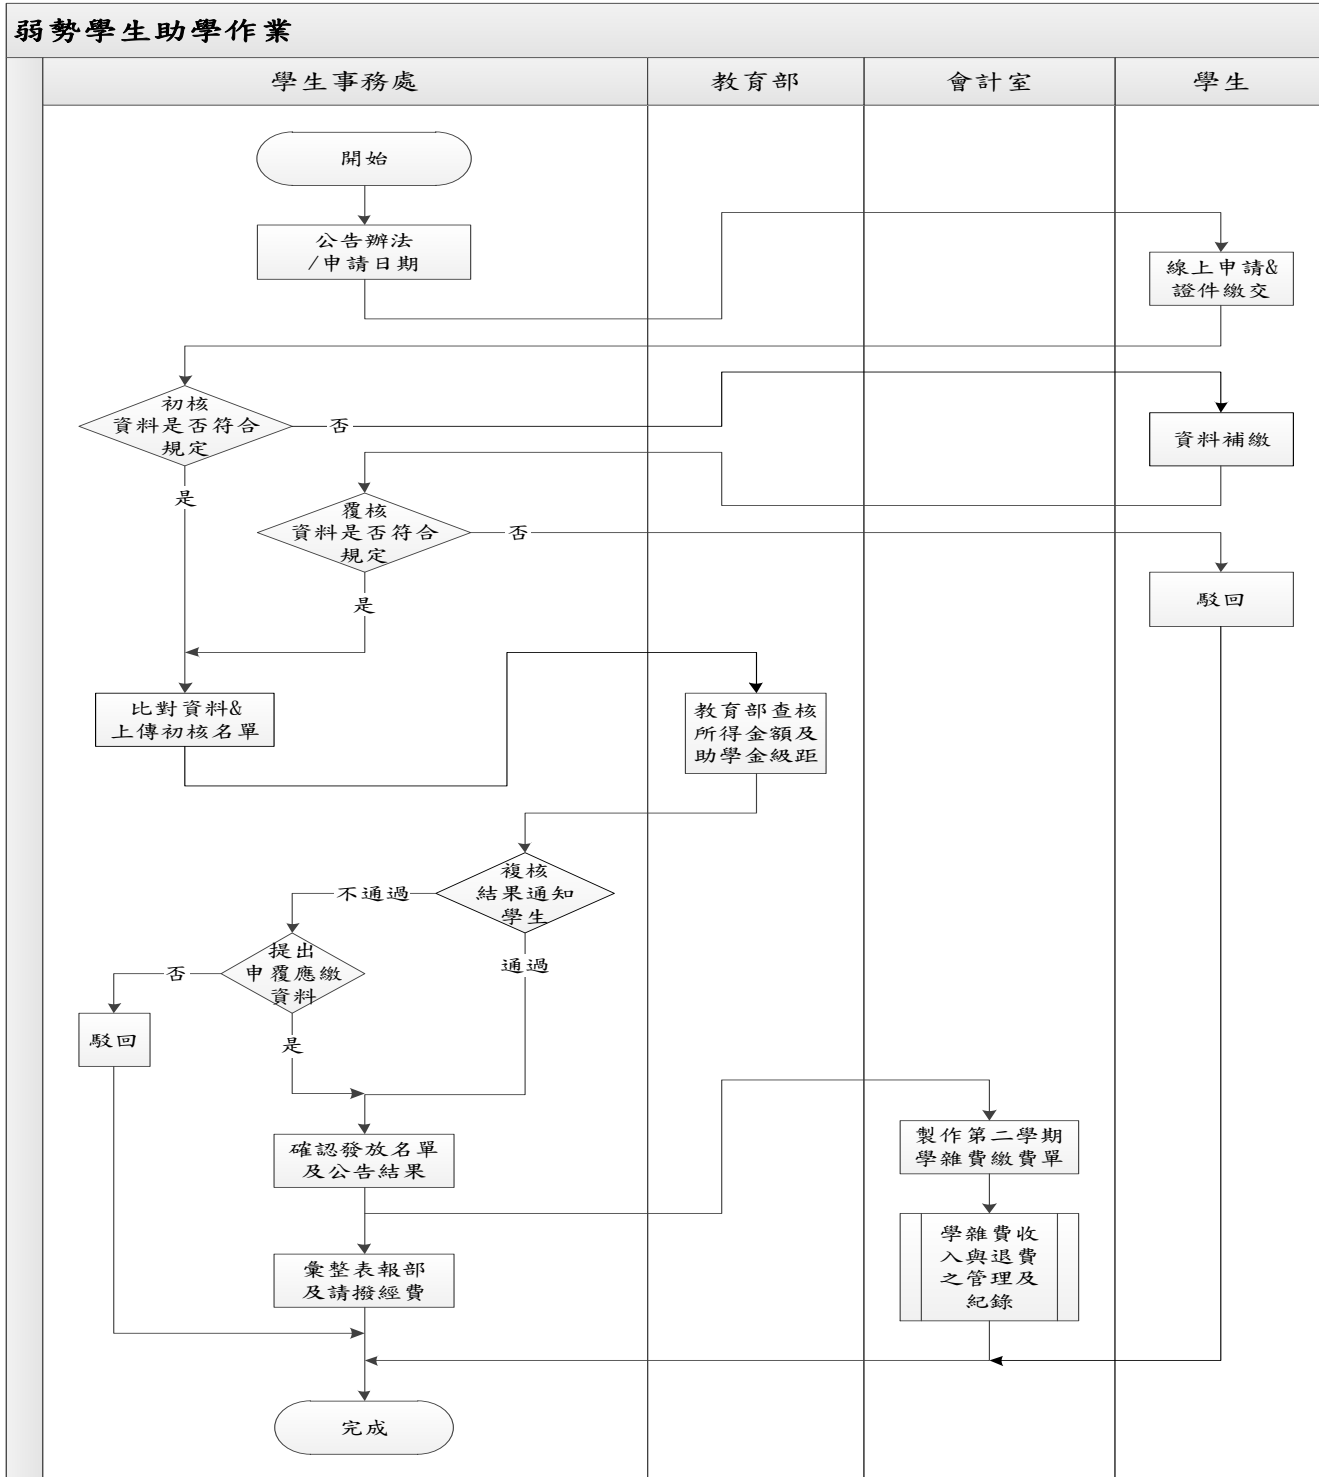 弱勢學生助學作業
學生事務處
教育部
會計室
學生
開始
公告辦法
/申請日期
線上申請&
證件繳交
初核
資料是否符合
規定
否
資料補繳
是
覆核
資料是否符合
規定
否
駁回
是
比對資料&
上傳初核名單
教育部查核
所得金額及
助學金級距
複核
結果通知
學生
不通過
通過
提出
申覆應繳
資料
否
駁回
是
確認發放名單
及公告結果
製作第二學期
學雜費繳費單
學雜費收
入與退費
之管理及
紀錄
彙整表報部
及請撥經費
完成